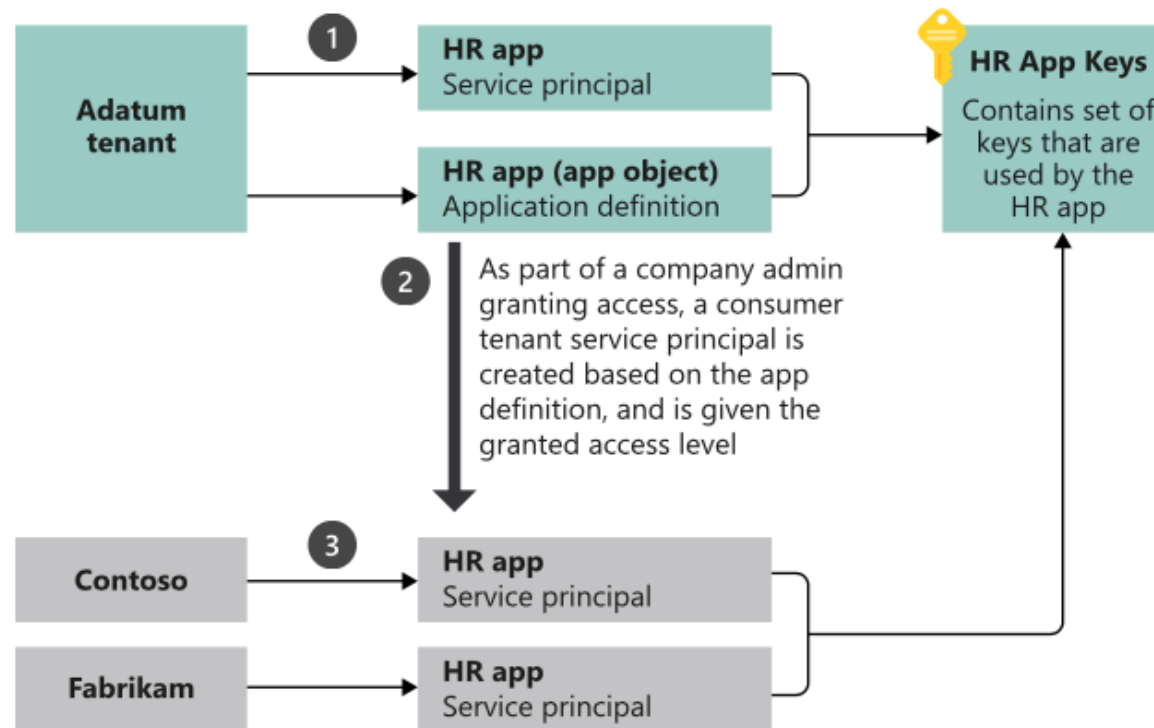 1
HR app
Service principal
Adatum
tenant
HR app (app object)
Application definition
HR App Keys
Contains set of
keys that are
used by the
HR app
2
As part of a company admin
granting access, a consumer
tenant service principal is
created based on the app
definition, and is given the
granted access level
3
Contoso
HR app
Service principal
Fabrikam
HR app
Service principal